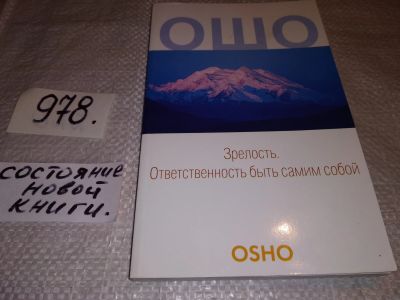 978.
состояние
новой
книги.
ОШО
Зрелость.
Ответственность быть самим собой
OSHO